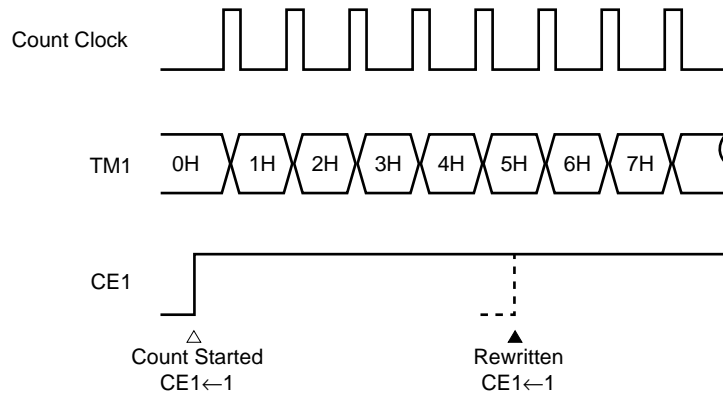 Count Clock
TM1 0H 1H 2H 3H 4H 5H 6H 7H
CE1
Count Started Rewritten
CE1←1 CE1←1